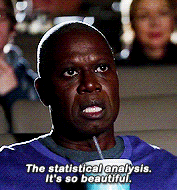 The statistical analysis.
It's so beautiful.